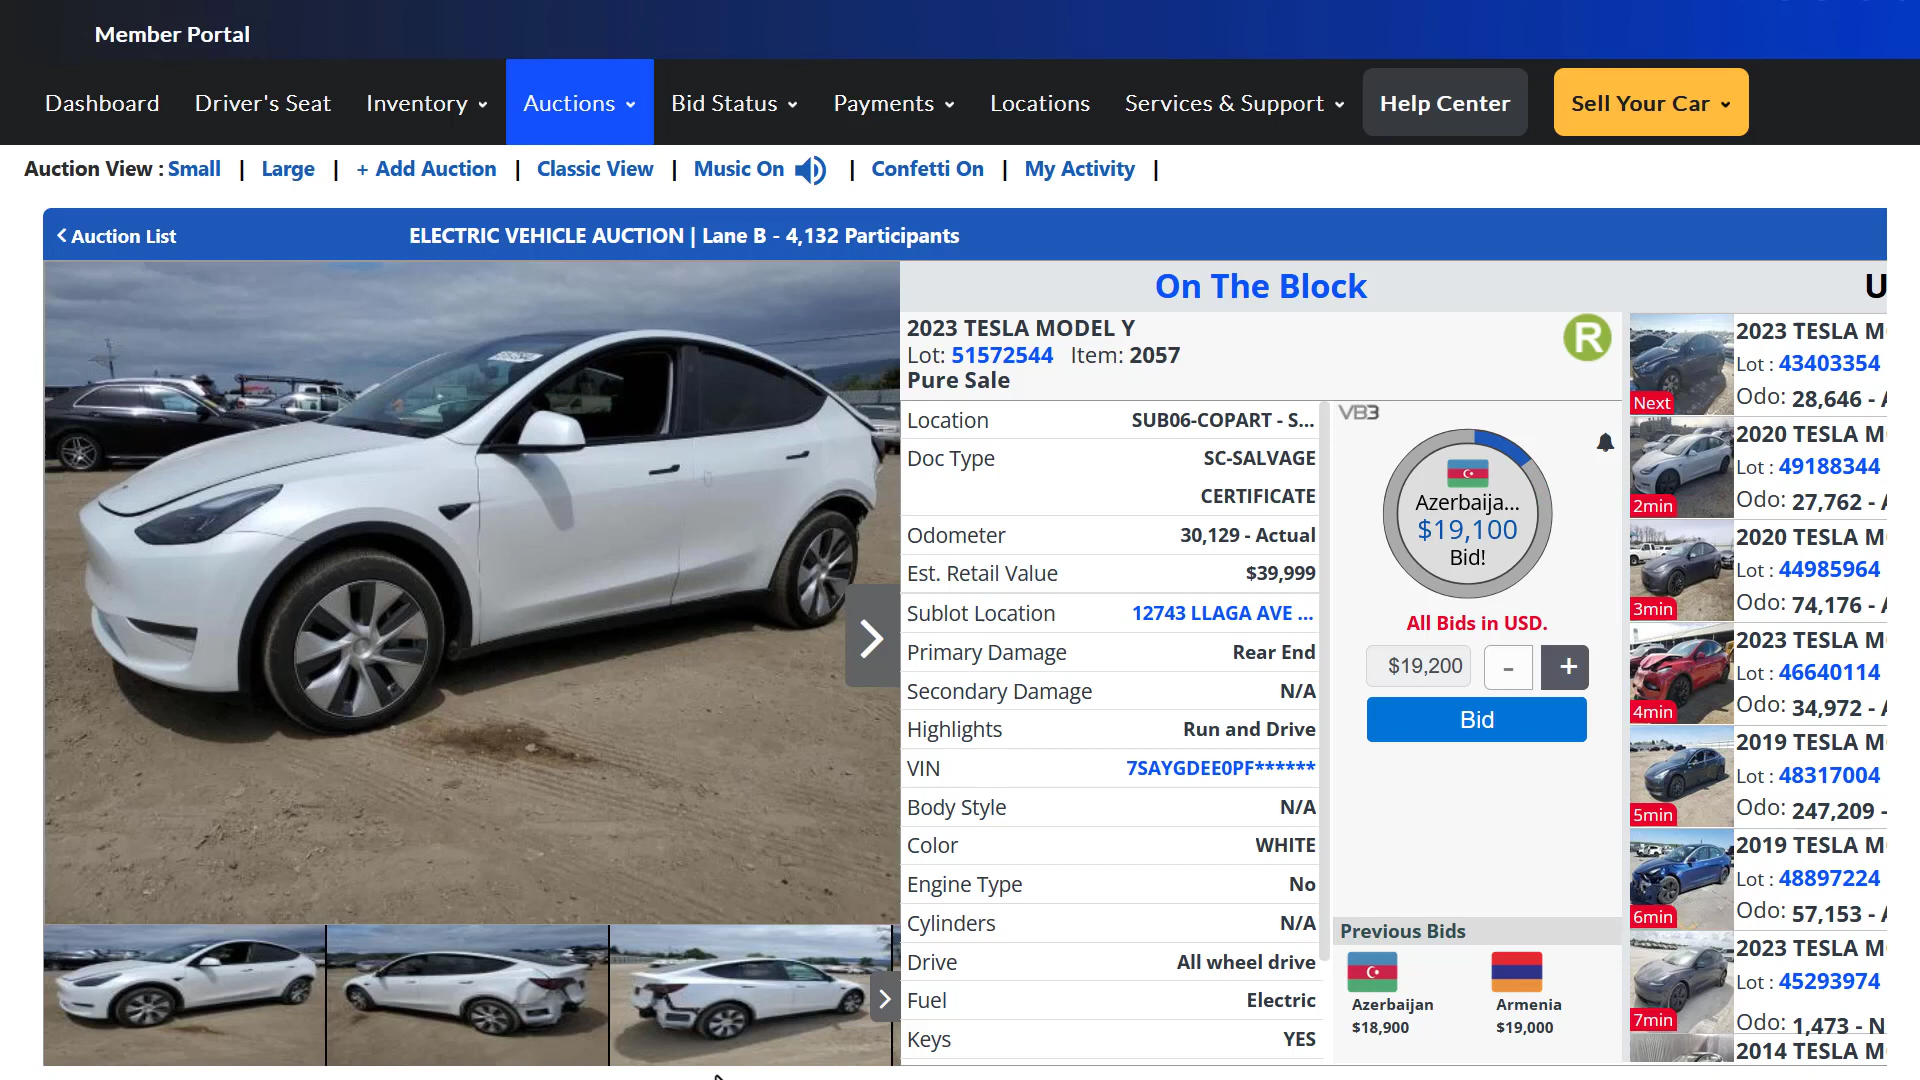 Member Portal
Dashboard Driver's Seat Inventory Auctions Bid Status Payments Locations Services & Support Help Center Sell Your Car
Auction View : Small | Large | + Add Auction | Classic View | Music On | Confetti On | My Activity |
Auction List
ELECTRIC VEHICLE AUCTION | Lane B - 4,132 Participants
On The Block
2023 TESLA MODEL Y
Lot: 51572544 Item: 2057
Pure Sale
R
Location SUB06-COPART - S...
Doc Type SC-SALVAGE
CERTIFICATE
Odometer 30,129 - Actual
Est. Retail Value $39,999
Sublot Location 12743 LLAGA AVE ...
Primary Damage Rear End
Secondary Damage N/A
Highlights Run and Drive
VIN 7SAYGDEE0PF******
Body Style N/A
Color WHITE
Engine Type No
Cylinders N/A
Drive All wheel drive
Fuel Electric
Keys YES
VB3
Azerbaija...
$19,100
Bid!
All Bids in USD.
$19,200 - +
Bid
Previous Bids
Azerbaijan
$18,900
Armenia
$19,000
U
2023 TESLA M
Lot : 43403354
Odo: 28,646 - A
Next
2020 TESLA M
Lot : 49188344
Odo: 27,762 - A
2min
2020 TESLA M
Lot : 44985964
Odo: 74,176 - A
3min
2023 TESLA M
Lot : 46640114
Odo: 34,972 - A
4min
2019 TESLA M
Lot : 48317004
Odo: 247,209 -
5min
2019 TESLA M
Lot : 48897224
Odo: 57,153 - A
6min
2023 TESLA M
Lot : 45293974
Odo: 1,473 - N
7min
2014 TESLA M